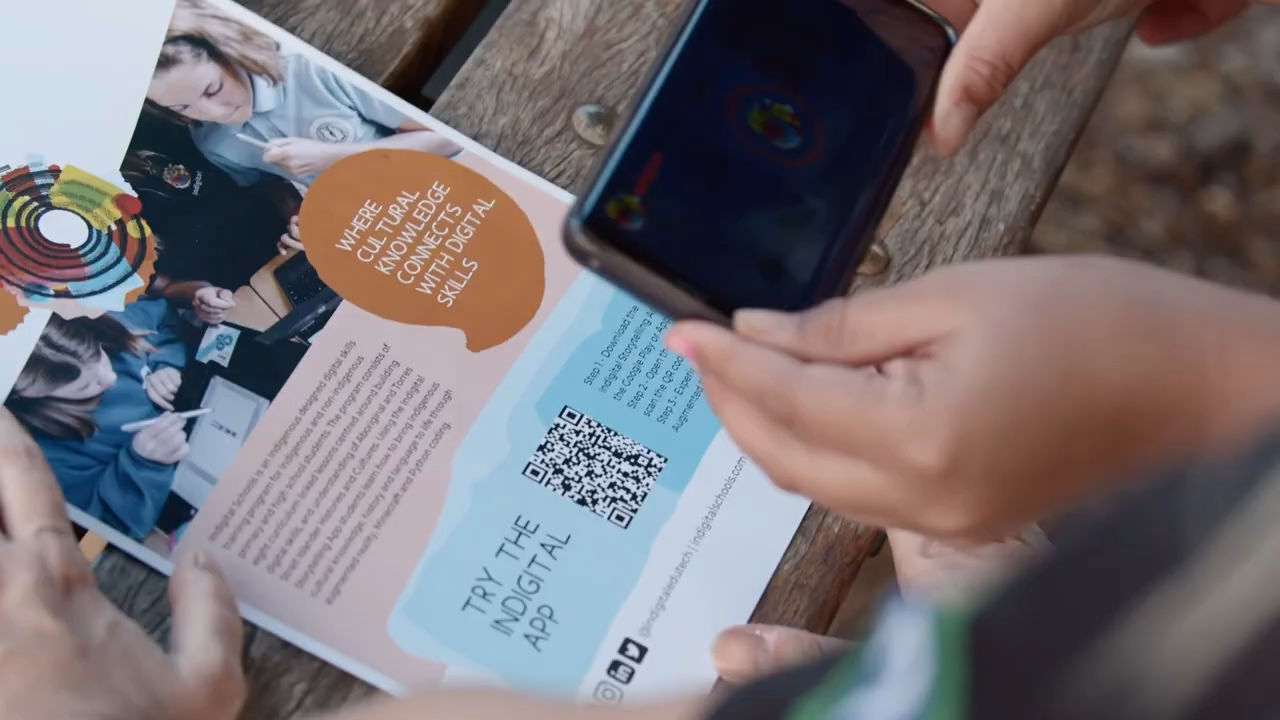 WHERE
CULTURAL
KNOWLEDGE
CONNECTS
WITH DIGITAL
SKILLS
Indigital Schools is an Indigenous designed digital skills
training program for Indigenous and non-Indigenous
primary and high school students. The program consists of
eight curriculum linked lessons centred around building
digital skills, and understanding of Aboriginal and Torres
Strait Islander Histories and Cultures. Using the Indigital
Storytelling App students learn how to bring Indigenous
cultural knowledge, history and language to life through
augmented reality, Minecraft and Python coding.
Step 1 - Download the
Indigital Storytelling
the Google Play or
Step 2 - Open
scan the QR
Step 3 -
TRY THE
INDIGITAL
APP
@indigitaledutech | indigitalschools.com